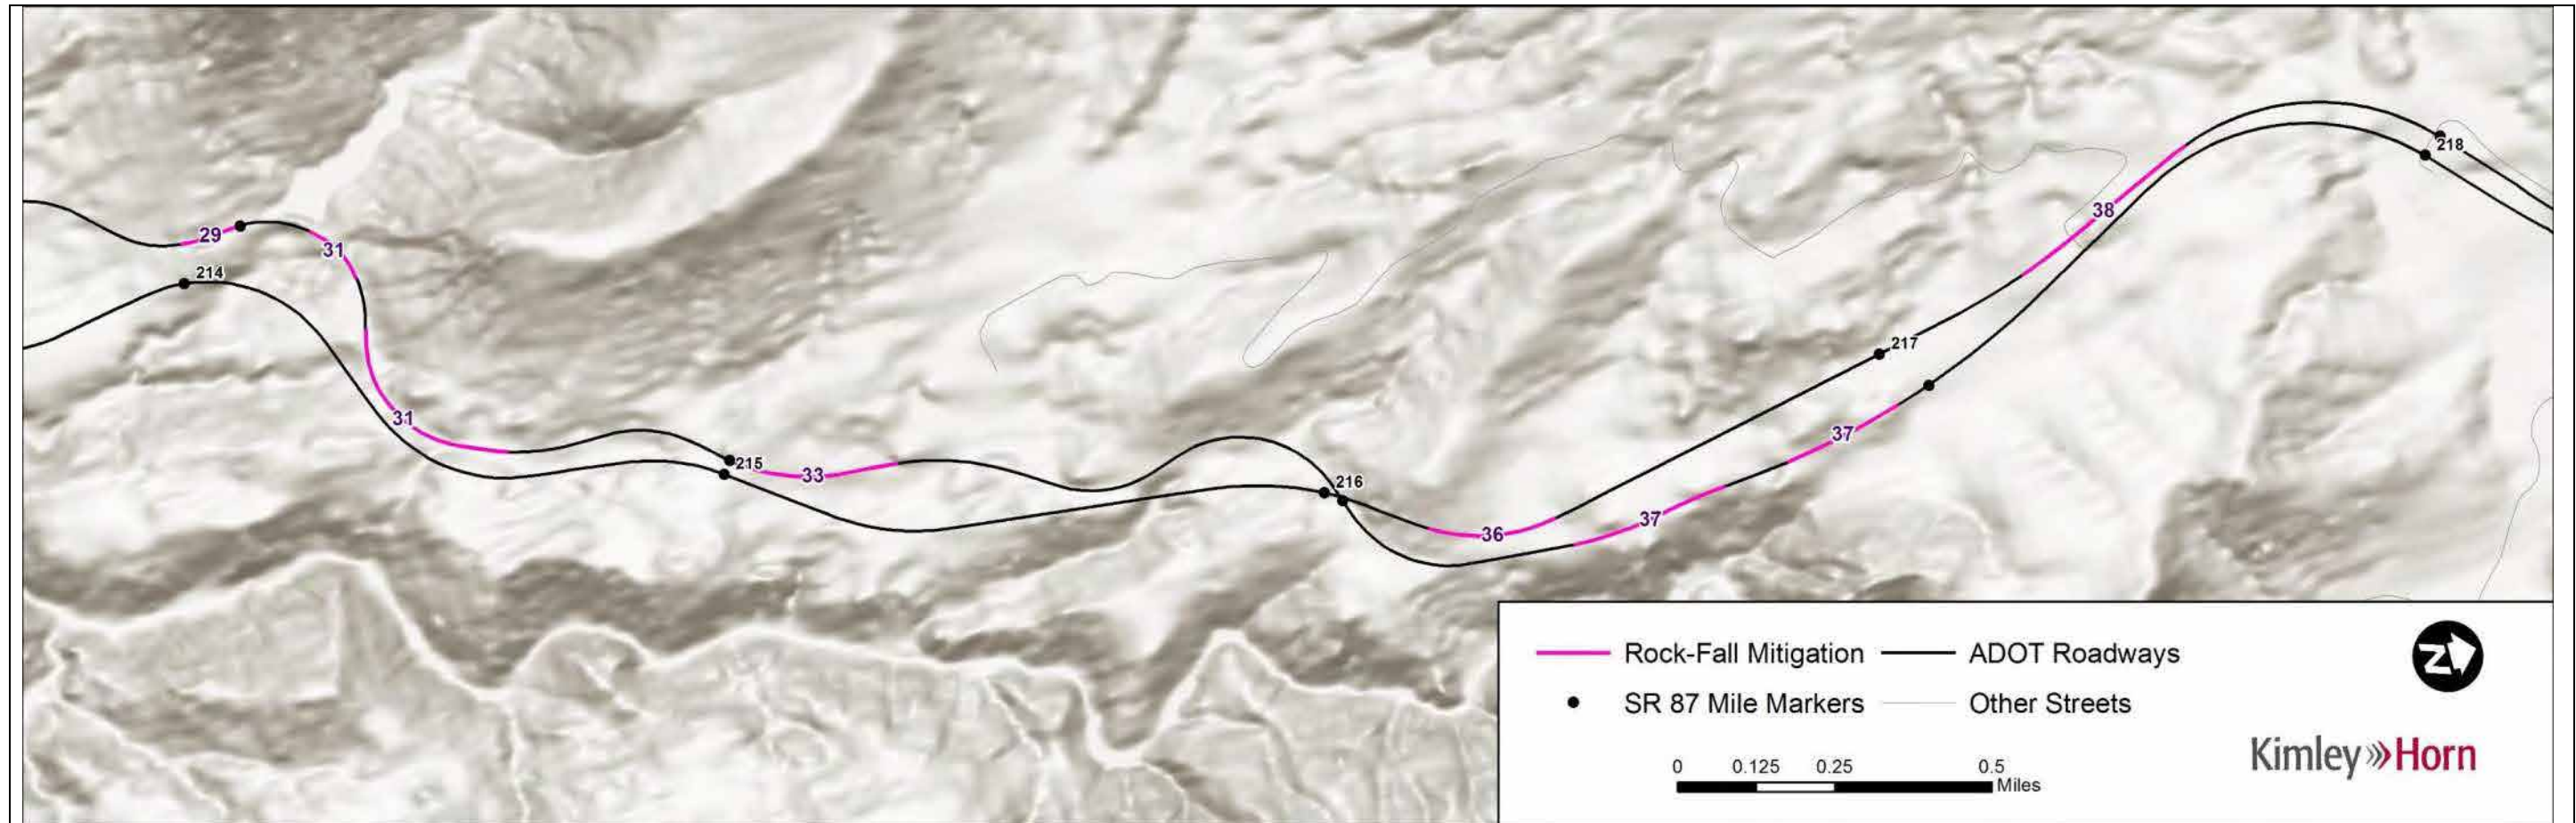 218
38
29
31
214
217
31
37
215
33
216
37
36
Rock-Fall Mitigation
ADOT Roadways
SR 87 Mile Markers
Other Streets
N
0 0.125 0.25 0.5
Miles
Kimley»Horn